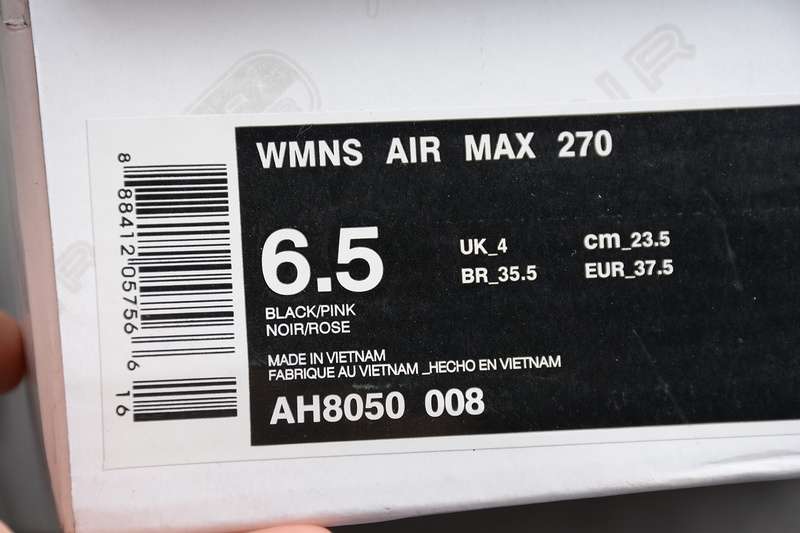 WMNS AIR MAX 270
6.5
UK_4
cm_23.5
BR_35.5
EUR_37.5
BLACK/PINK
NOIR/ROSE
MADE IN VIETNAM
FABRIQUE AU VIETNAM _HECHO EN VIETNAM
AH8050 008
8 88412 05756 6 16